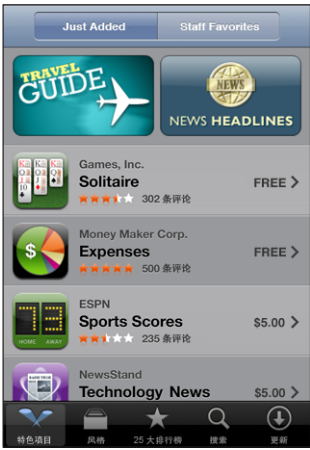 Just Added Staff Favorites
TRAVEL
GUIDE
NEWS
NEWS HEADLINES
Games, Inc.
Solitaire
FREE
302 条评论
Money Maker Corp.
Expenses
FREE
500 条评论
ESPN
Sports Scores
$5.00
235 条评论
HOME AWAY
73
NewsStand
Technology News
$5.00
特色项目 风格 25 大排行榜 搜索 更新